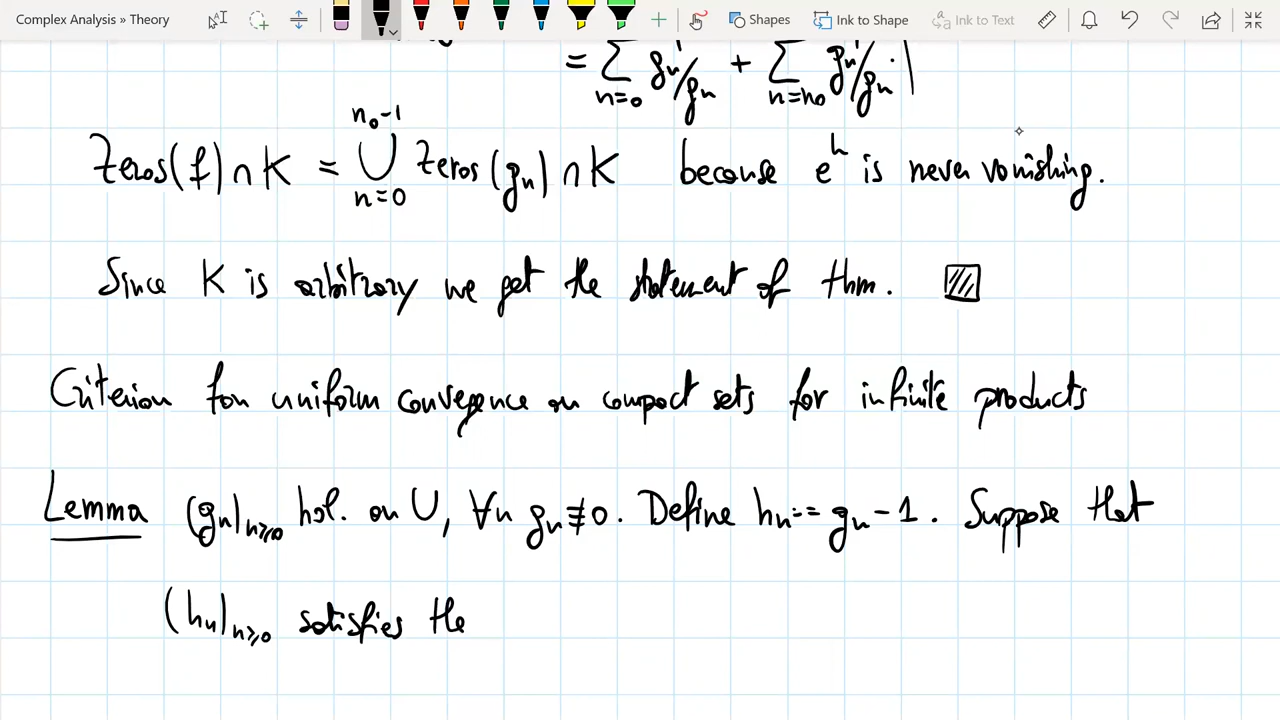 Complex Analysis » Theory
Shapes
Ink to Shape
Ink to Text
= ∑_{n=0} g_n'/g_n + ∑_{n=n_0} g_n'/g_n
Zeros(f) ∩ K = ⋃_{n=0}^{n_0-1} Zeros(g_n) ∩ K because e^h is never vanishing.
Since K is arbitrary we get the statement of thm.
Criterion for uniform convergence on compact sets for infinite products
Lemma (g_n)_{n≥0} hol. on U, ∀n g_n ≢ 0. Define h_n := g_n - 1. Suppose that
(h_n)_{n≥0} satisfies the